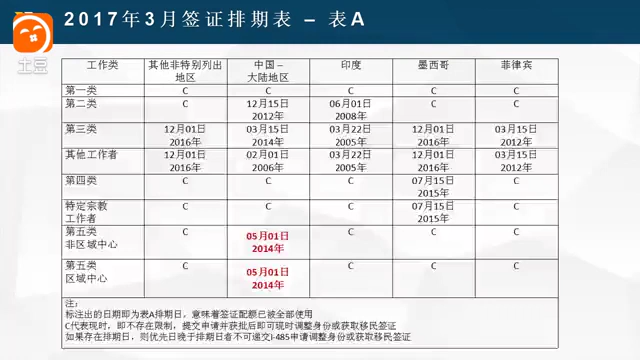 2017年3月签证排期表 – 表A
土豆
工作类 其他非特别列出地区 中国 – 大陆地区 印度 墨西哥 菲律宾
第一类 C C C C C
第二类 C 12月15日 2012年 06月01日 2008年 C C
第三类 12月01日 2016年 03月15日 2014年 03月22日 2005年 12月01日 2016年 03月15日 2012年
其他工作者 12月01日 2016年 02月01日 2006年 03月22日 2005年 12月01日 2016年 03月15日 2012年
第四类 C C C 07月15日 2015年 C
特定宗教工作者 C C C 07月15日 2015年 C
第五类 非区域中心 C 05月01日 2014年 C C C
第五类 区域中心 C 05月01日 2014年 C C C
注：
标注出的日期即为表A排期日，意味着签证配额已被全部使用
C代表现时，即不存在限制，提交申请并获批后即可现时调整身份或获取移民签证
如果存在排期日，则优先日晚于排期日者不可递交I-485申请调整身份或获取移民签证